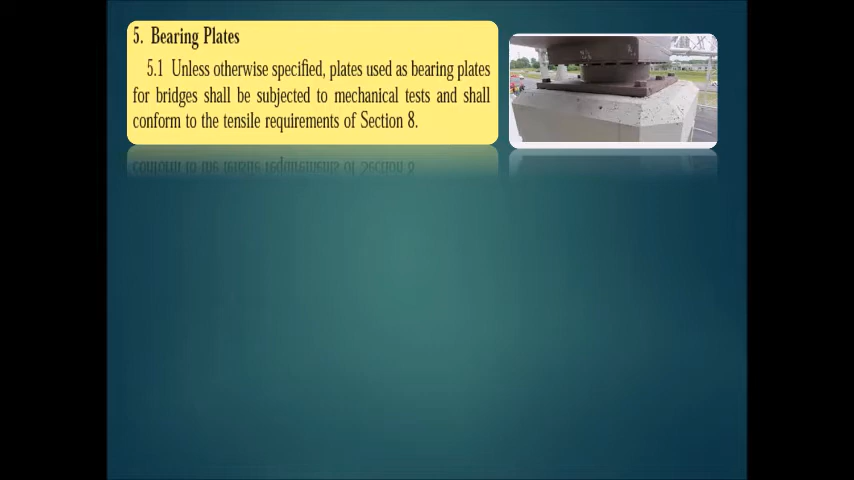 5. Bearing Plates
5.1 Unless otherwise specified, plates used as bearing plates
for bridges shall be subjected to mechanical tests and shall
conform to the tensile requirements of Section 8.